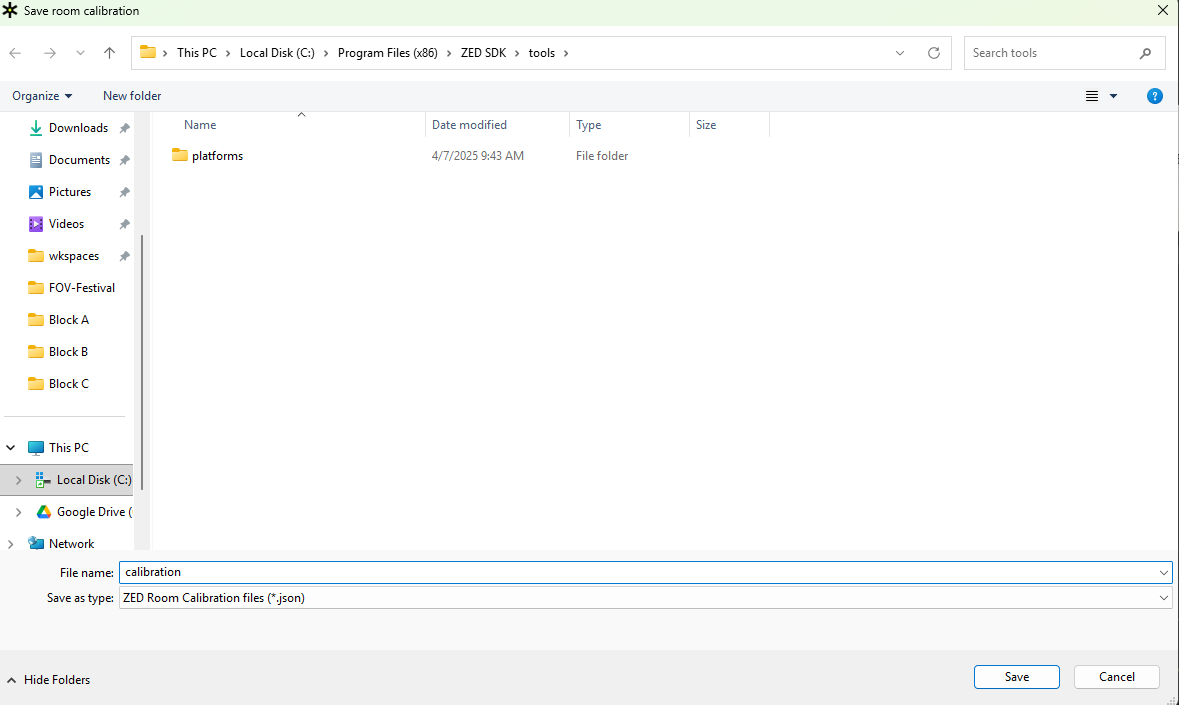 Save room calibration
This PC > Local Disk (C:) > Program Files (x86) > ZED SDK > tools >
Search tools
Organize
New folder
Name
Date modified
Type
Size
platforms
4/7/2025 9:43 AM
File folder
Downloads
Documents
Pictures
Videos
wkspaces
FOV-Festival
Block A
Block B
Block C
This PC
Local Disk (C:)
Google Drive (
Network
File name: calibration
Save as type: ZED Room Calibration files (*.json)
Hide Folders
Save
Cancel